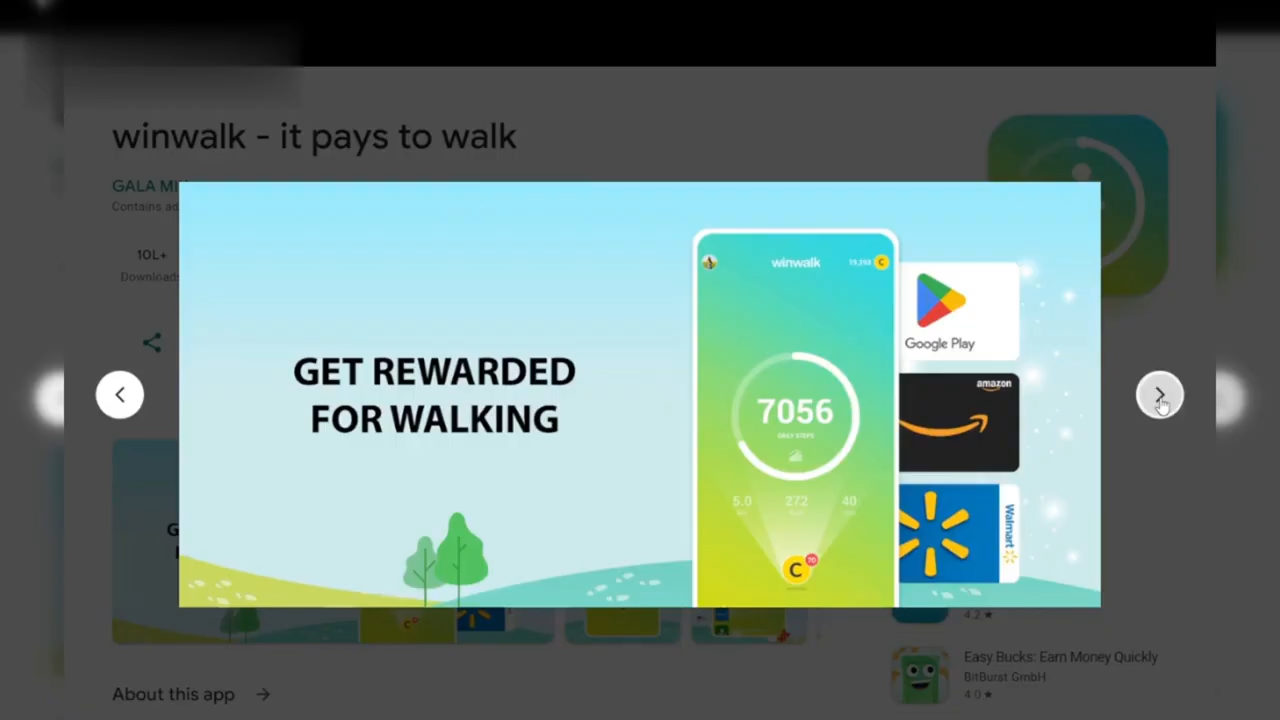 winwalk - it pays to walk
GALA MI
Contains ad
10L+
Downloads
GET REWARDED
FOR WALKING
winwalk
C
7056
DAILY STEPS
5.0
272
40
C
70
Google Play
amazon
Walmart
4.2 ★
Easy Bucks: Earn Money Quickly
BitBurst GmbH
4.0 ★
About this app